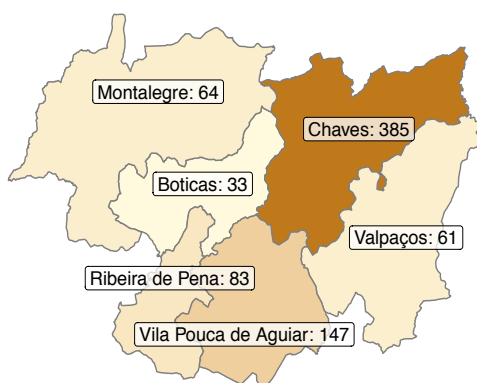 Montalegre: 64
Chaves: 385
Boticas: 33
Valpaços: 61
Ribeira de Pena: 83
Vila Pouca de Aguiar: 147